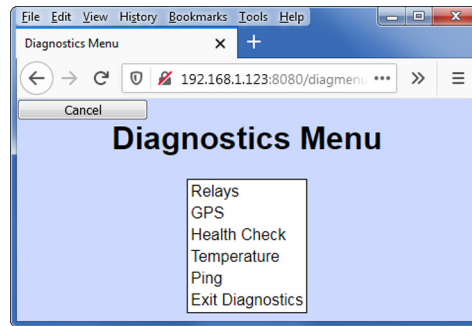 File Edit View History Bookmarks Tools Help
Diagnostics Menu
192.168.1.123:8080/diagmenu
Cancel
Diagnostics Menu
Relays
GPS
Health Check
Temperature
Ping
Exit Diagnostics